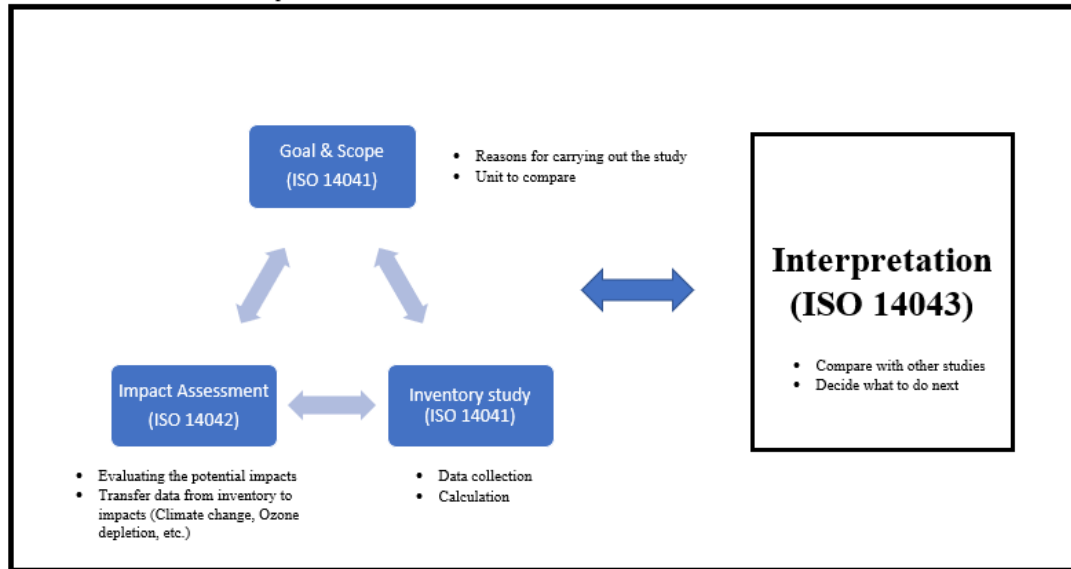 Goal & Scope
(ISO 14041)
• Reasons for carrying out the study
• Unit to compare
Interpretation
(ISO 14043)
• Compare with other studies
• Decide what to do next
Impact Assessment
(ISO 14042)
Inventory study
(ISO 14041)
• Evaluating the potential impacts
• Transfer data from inventory to
impacts (Climate change, Ozone
depletion, etc.)
• Data collection
• Calculation